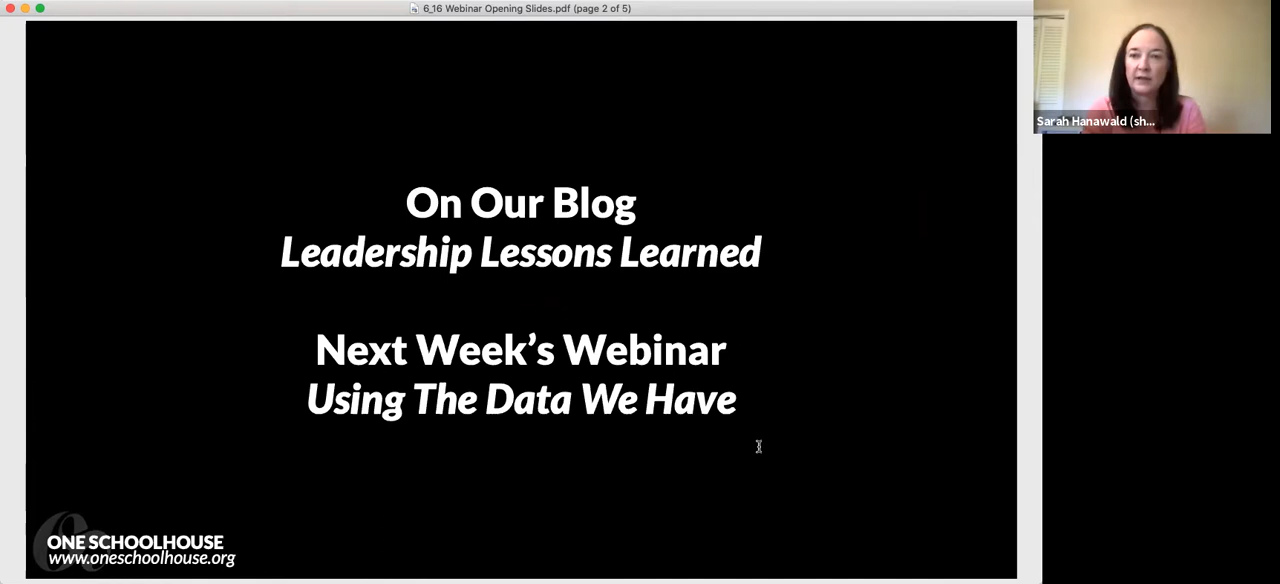 6_16 Webinar Opening Slides.pdf (page 2 of 5)
Sarah Hanawald (sh...
On Our Blog
Leadership Lessons Learned
Next Week’s Webinar
Using The Data We Have
ONE SCHOOLHOUSE
www.oneschoolhouse.org